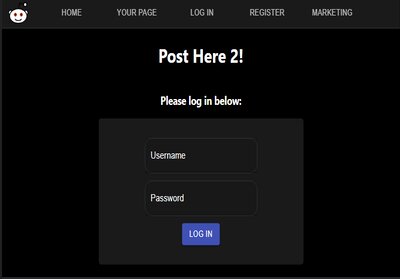 HOME YOUR PAGE LOG IN REGISTER MARKETING
Post Here 2!
Please log in below:
Username
Password
LOG IN